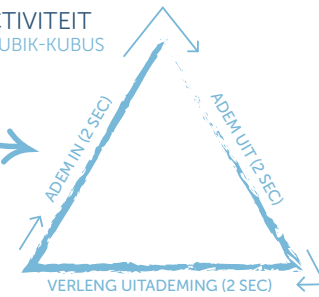 CTIVITEIT
UBIK-KUBUS
ADEM IN (2 SEC)
ADEM UIT (2 SEC)
VERLENG UITADEMING (2 SEC)